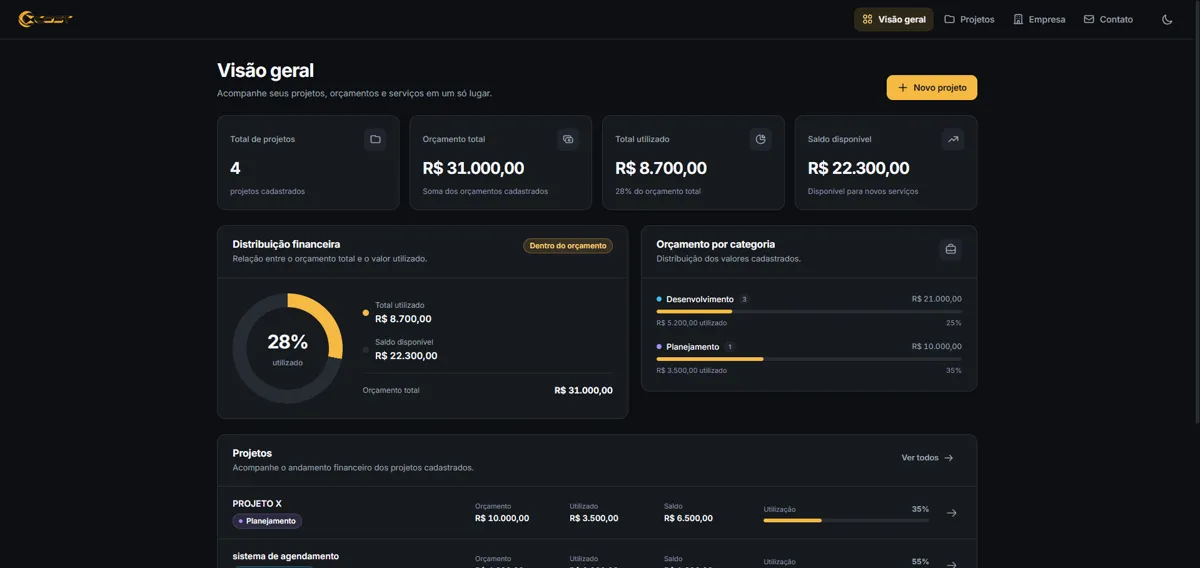 Visão geral
Projetos
Empresa
Contato
Visão geral
Acompanhe seus projetos, orçamentos e serviços em um só lugar.
Novo projeto
Total de projetos
4
projetos cadastrados
Orçamento total
R$ 31.000,00
Soma dos orçamentos cadastrados
Total utilizado
R$ 8.700,00
28% do orçamento total
Saldo disponível
R$ 22.300,00
Disponível para novos serviços
Distribuição financeira
Relação entre o orçamento total e o valor utilizado.
Dentro do orçamento
28%
utilizado
Total utilizado
R$ 8.700,00
Saldo disponível
R$ 22.300,00
Orçamento total
R$ 31.000,00
Orçamento por categoria
Distribuição dos valores cadastrados.
Desenvolvimento 3
R$ 21.000,00
R$ 5.200,00 utilizado
25%
Planejamento 1
R$ 10.000,00
R$ 3.500,00 utilizado
35%
Projetos
Acompanhe o andamento financeiro dos projetos cadastrados.
Ver todos
PROJETO X
Planejamento
Orçamento
R$ 10.000,00
Utilizado
R$ 3.500,00
Saldo
R$ 6.500,00
Utilização
35%
sistema de agendamento
Orçamento
Utilizado
Saldo
Utilização
55%